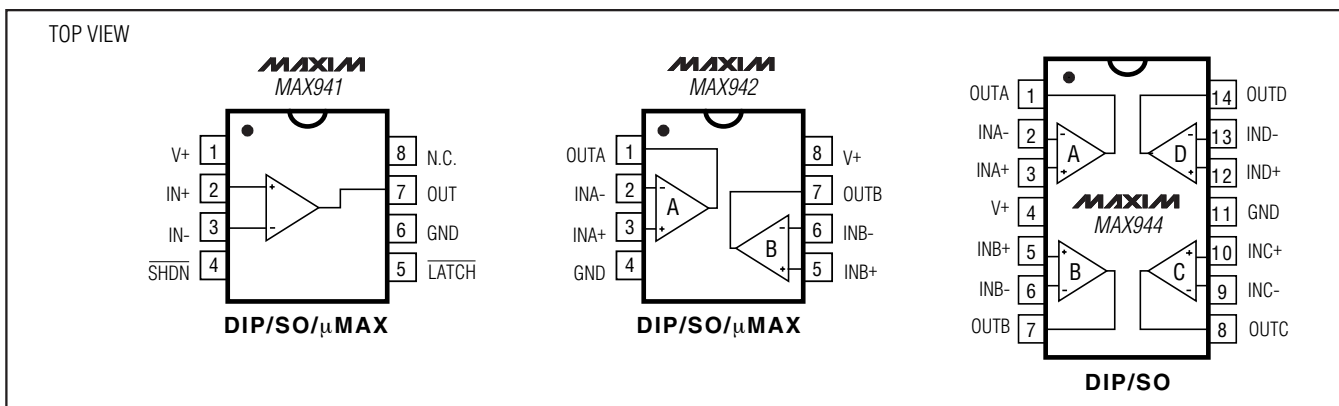 TOP VIEW
MAXIM
MAX941
V+ 1
IN+ 2
IN- 3
SHDN 4
8 N.C.
7 OUT
6 GND
5 LATCH
+
-
DIP/SO/µMAX
MAXIM
MAX942
OUTA 1
INA- 2
INA+ 3
GND 4
8 V+
7 OUTB
6 INB-
5 INB+
-
A
+
-
B
+
DIP/SO/µMAX
OUTA 1
INA- 2
INA+ 3
V+ 4
INB+ 5
INB- 6
OUTB 7
14 OUTD
13 IND-
12 IND+
11 GND
10 INC+
9 INC-
8 OUTC
-
A
+
-
D
+
MAXIM
MAX944
+
B
-
+
C
-
DIP/SO